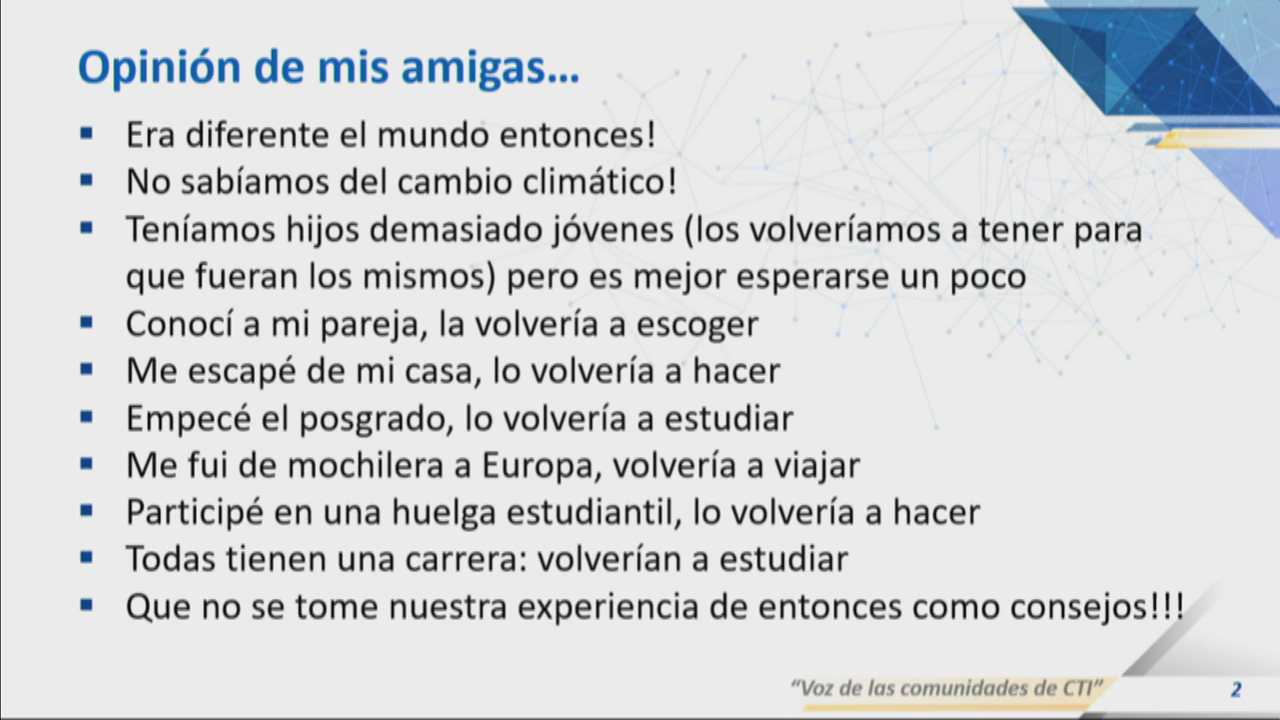 Opinión de mis amigas...
Era diferente el mundo entonces!
No sabíamos del cambio climático!
Teníamos hijos demasiado jóvenes (los volveríamos a tener para
que fueran los mismos) pero es mejor esperarse un poco
Conocí a mi pareja, la volvería a escoger
Me escapé de mi casa, lo volvería a hacer
Empecé el posgrado, lo volvería a estudiar
Me fui de mochilera a Europa, volvería a viajar
Participé en una huelga estudiantil, lo volvería a hacer
Todas tienen una carrera: volverían a estudiar
Que no se tome nuestra experiencia de entonces como consejos!!!
“Voz de las comunidades de CTI” 2